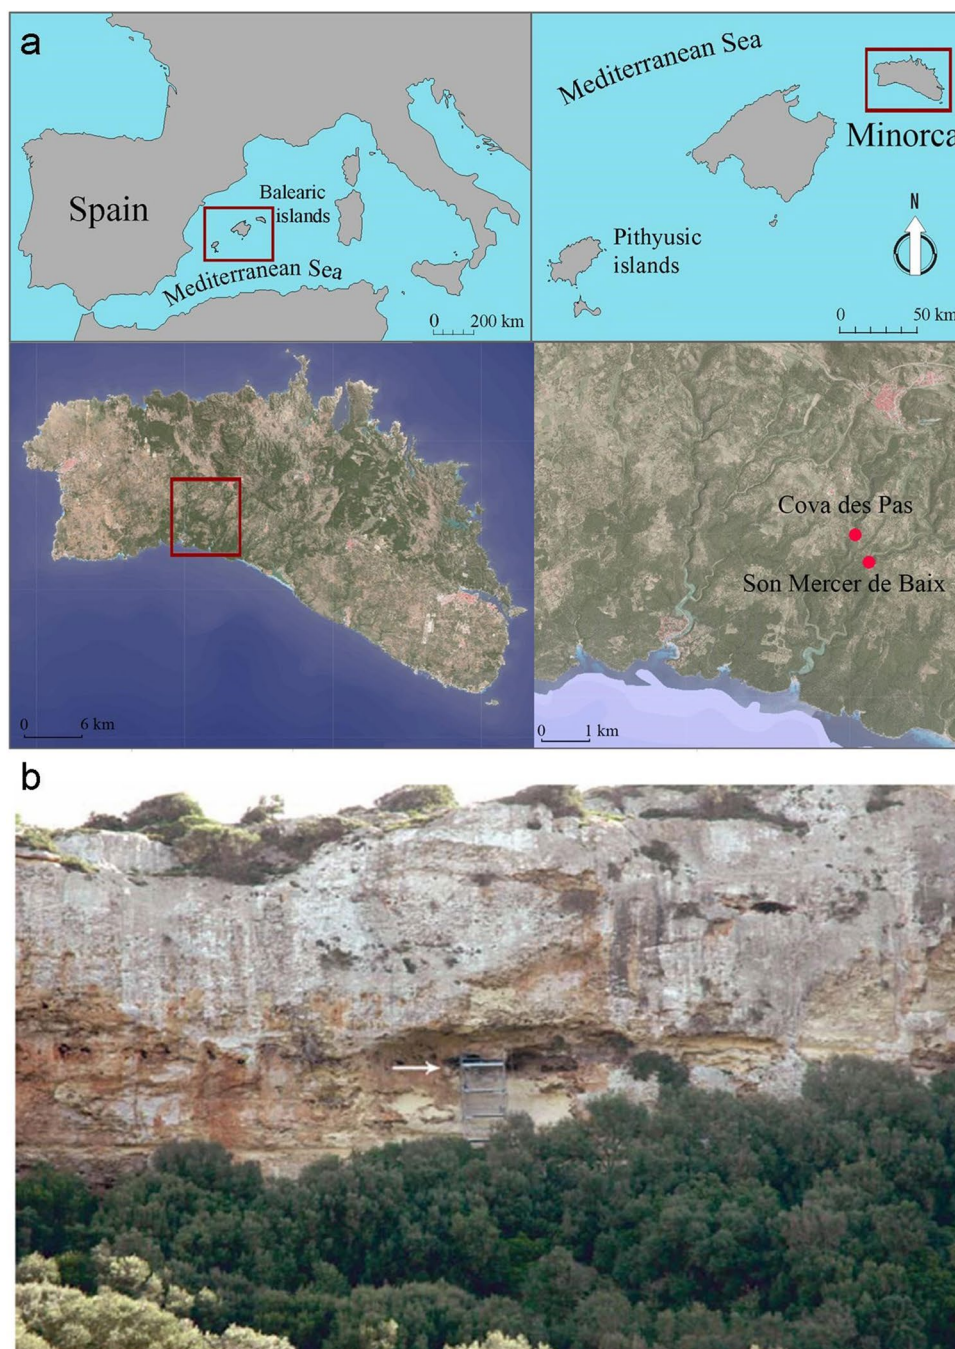 a
Spain
Balearic
islands
Mediterranean Sea
0 200 km
Mediterranean Sea
Minorca
N
Pithyusic
islands
0 50 km
0 6 km
Cova des Pas
Son Mercer de Baix
0 1 km
b